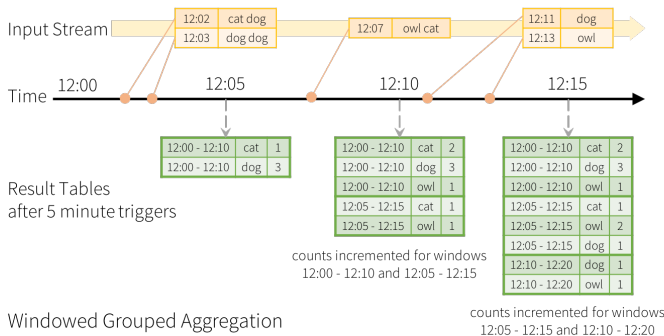 Input Stream
12:02 cat dog
12:03 dog dog
12:07 owl cat
12:11 dog
12:13 owl
Time
12:00
12:05
12:10
12:15
Result Tables
after 5 minute triggers
12:00 - 12:10 cat 1
12:00 - 12:10 dog 3
12:00 - 12:10 cat 2
12:00 - 12:10 dog 3
12:00 - 12:10 owl 1
12:05 - 12:15 cat 1
12:05 - 12:15 owl 1
counts incremented for windows
12:00 - 12:10 and 12:05 - 12:15
12:00 - 12:10 cat 2
12:00 - 12:10 dog 3
12:00 - 12:10 owl 1
12:05 - 12:15 cat 1
12:05 - 12:15 owl 2
12:05 - 12:15 dog 1
12:10 - 12:20 dog 1
12:10 - 12:20 owl 1
counts incremented for windows
12:05 - 12:15 and 12:10 - 12:20
Windowed Grouped Aggregation